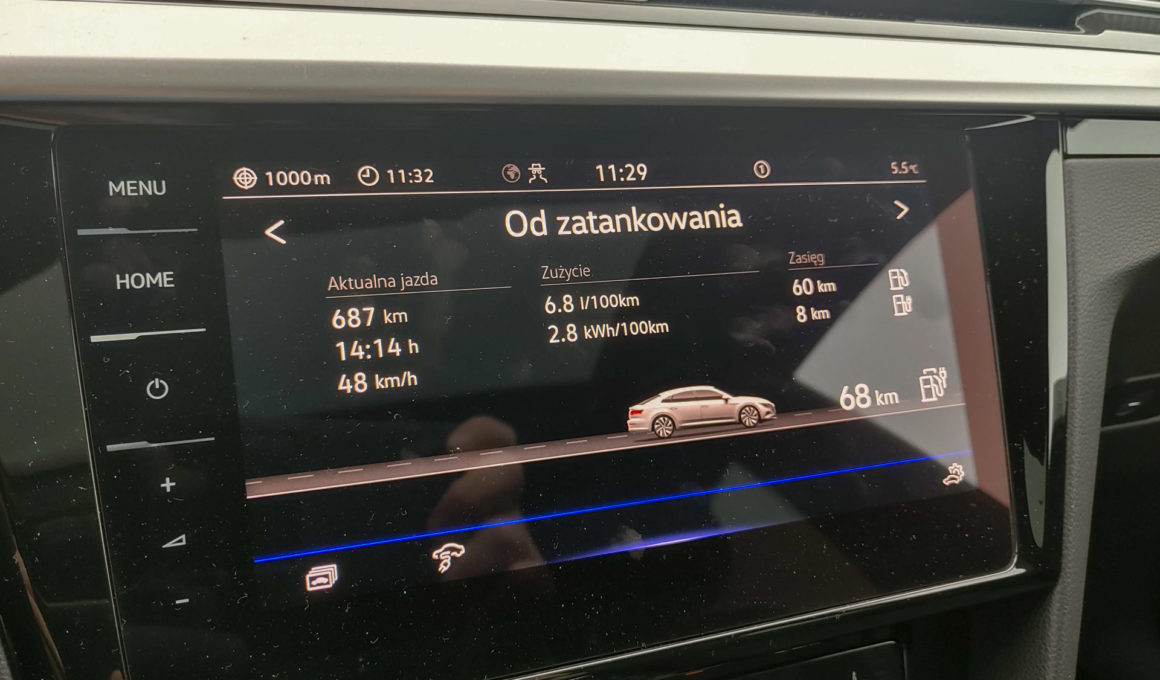 1000m 11:32 11:29 1 5.5°C
MENU
Od zatankowania
HOME
Aktualna jazda
687 km
14:14 h
48 km/h
Zużycie
6.8 l/100km
2.8 kWh/100km
Zasięg
60 km
8 km
68 km
+
-